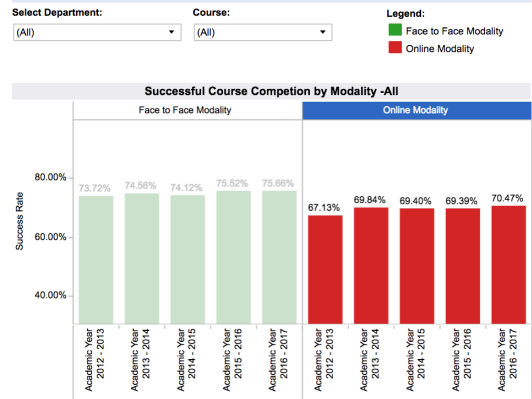 Select Department:
Course:
Legend:
(All)
(All)
Face to Face Modality
Online Modality
Successful Course Competion by Modality -All
Face to Face Modality
Online Modality
Success Rate
80.00%
60.00%
40.00%
73.72%
74.56%
74.12%
75.52%
75.66%
67.13%
69.84%
69.40%
69.39%
70.47%
Academic Year
2012 - 2013
Academic Year
2013 - 2014
Academic Year
2014 - 2015
Academic Year
2015 - 2016
Academic Year
2016 - 2017
Academic Year
2012 - 2013
Academic Year
2013 - 2014
Academic Year
2014 - 2015
Academic Year
2015 - 2016
Academic Year
2016 - 2017